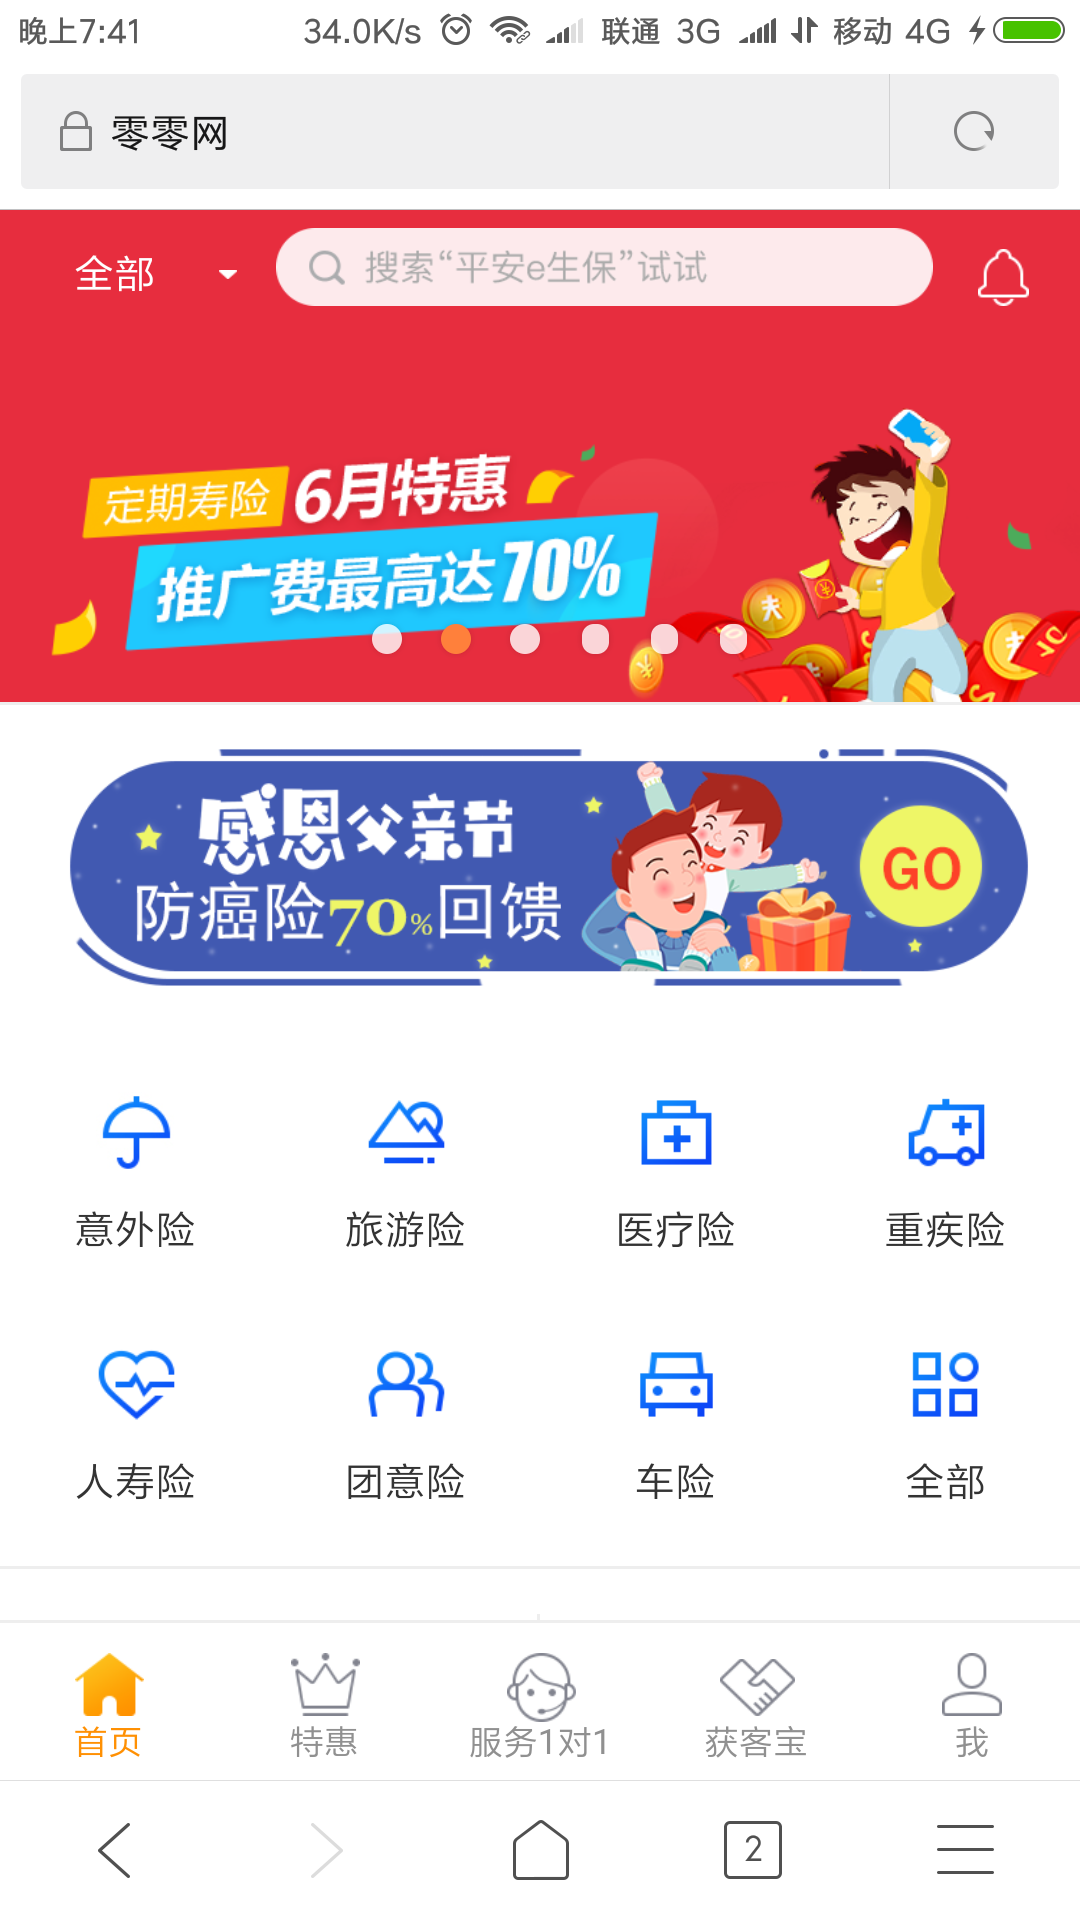 晚上7:41 34.0K/s 联通 3G 移动 4G
零零网
全部 搜索“平安e生保”试试
定期寿险 6月特惠
推广费最高达70%
感恩父亲节
防癌险70%回馈
GO
意外险 旅游险 医疗险 重疾险
人寿险 团意险 车险 全部
首页 特惠 服务1对1 获客宝 我
2